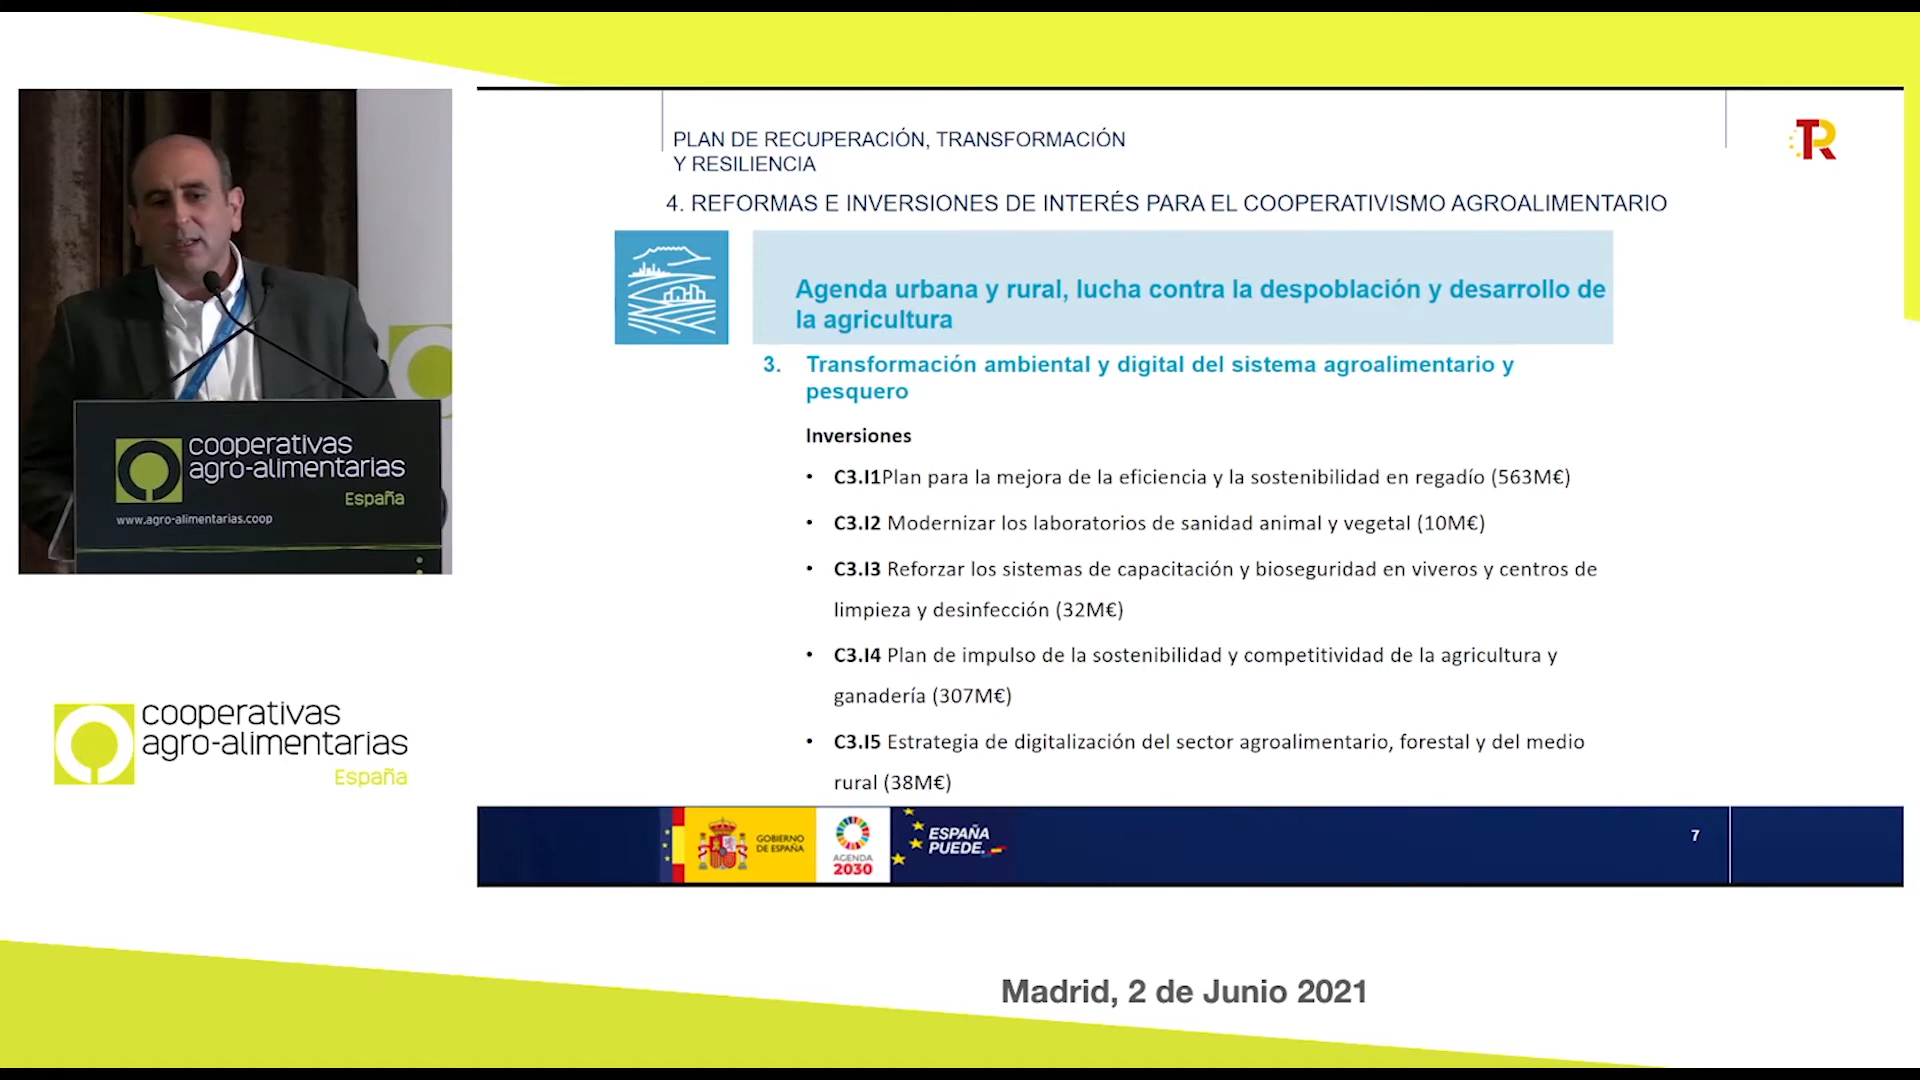 PLAN DE RECUPERACIÓN, TRANSFORMACIÓN
Y RESILIENCIA
TR
4. REFORMAS E INVERSIONES DE INTERÉS PARA EL COOPERATIVISMO AGROALIMENTARIO
Agenda urbana y rural, lucha contra la despoblación y desarrollo de
la agricultura
3. Transformación ambiental y digital del sistema agroalimentario y
pesquero
Inversiones
• C3.I1Plan para la mejora de la eficiencia y la sostenibilidad en regadío (563M€)
• C3.I2 Modernizar los laboratorios de sanidad animal y vegetal (10M€)
• C3.I3 Reforzar los sistemas de capacitación y bioseguridad en viveros y centros de
limpieza y desinfección (32M€)
• C3.I4 Plan de impulso de la sostenibilidad y competitividad de la agricultura y
ganadería (307M€)
• C3.I5 Estrategia de digitalización del sector agroalimentario, forestal y del medio
rural (38M€)
GOBIERNO
DE ESPAÑA
AGENDA
2030
ESPAÑA
PUEDE.
7
cooperativas
agro-alimentarias
España
www.agro-alimentarias.coop
cooperativas
agro-alimentarias
España
Madrid, 2 de Junio 2021